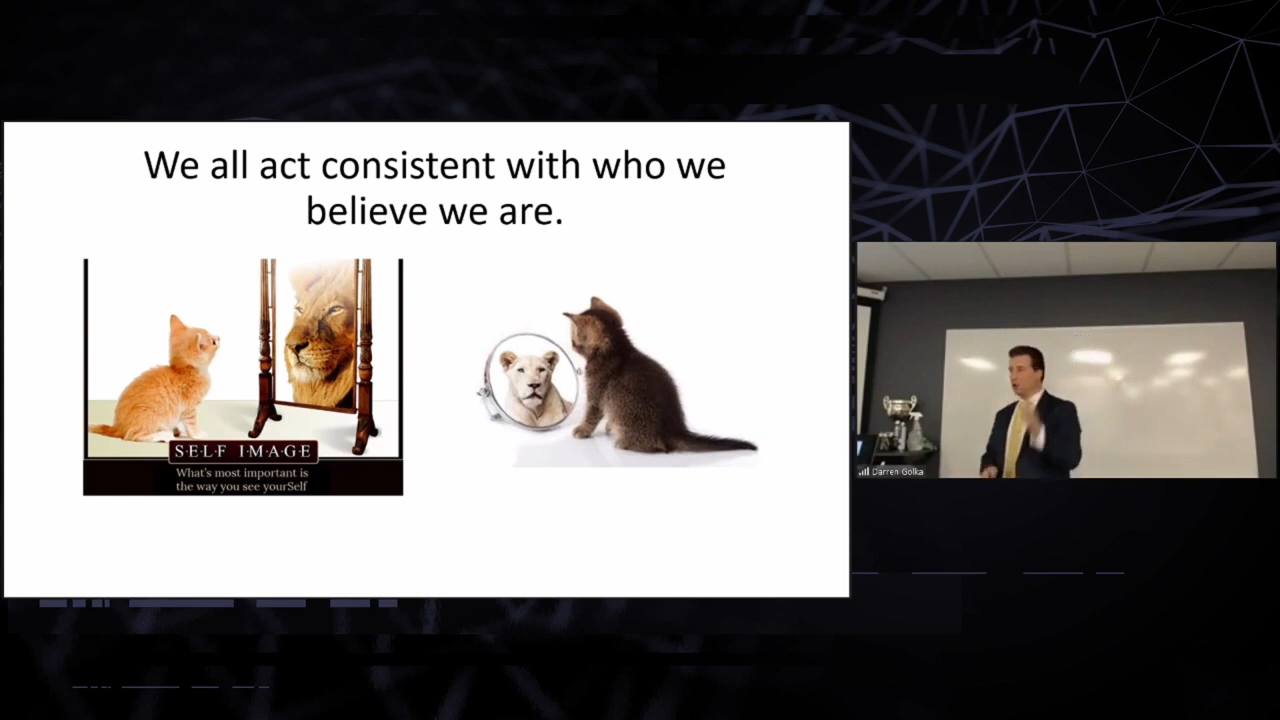 We all act consistent with who we
believe we are.
SELF IMAGE
What's most important is
the way you see yourSelf
Darren Golka